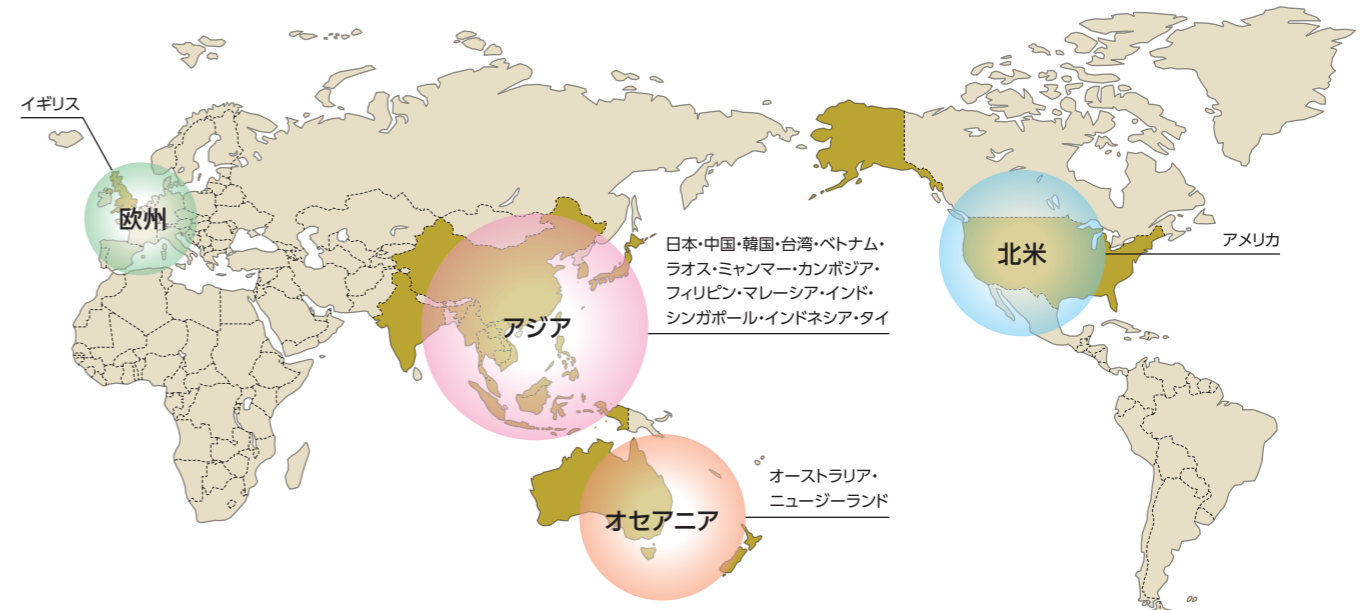 イギリス
欧州
アジア
日本・中国・韓国・台湾・ベトナム・
ラオス・ミャンマー・カンボジア・
フィリピン・マレーシア・インド・
シンガポール・インドネシア・タイ
北米
アメリカ
オセアニア
オーストラリア・
ニュージーランド